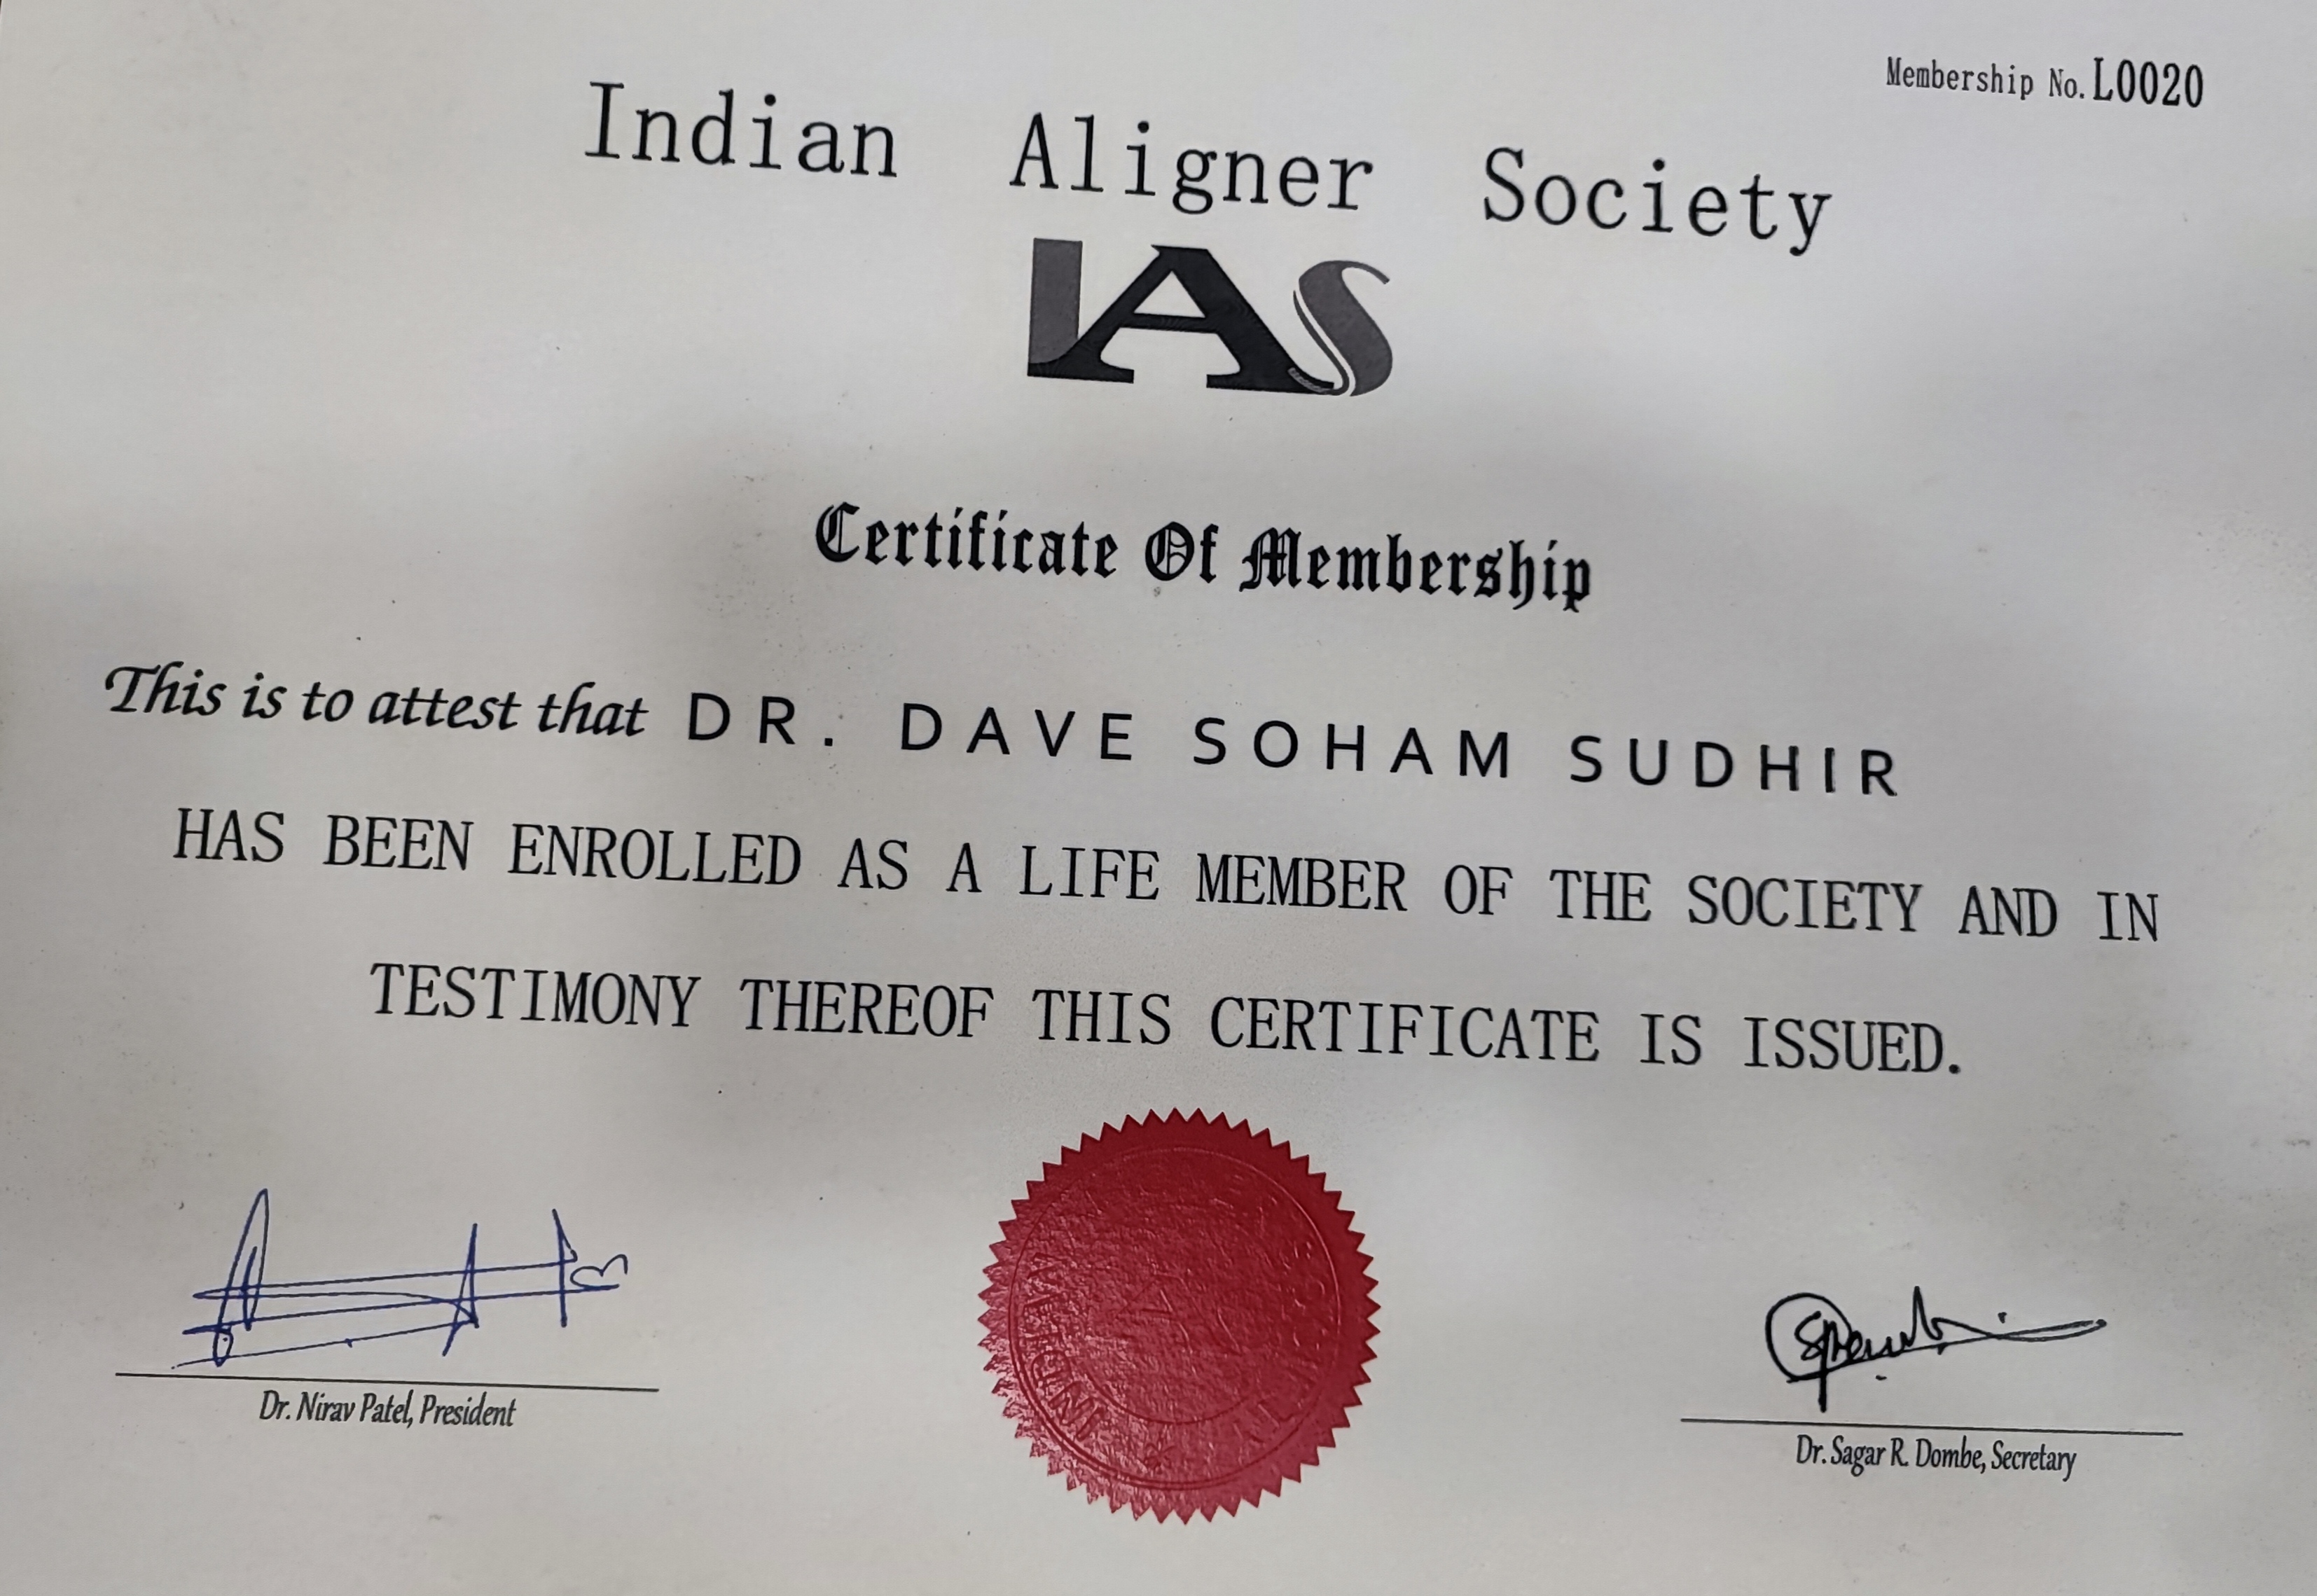 Membership No. L0020
Indian Aligner Society
IAS
Certificate Of Membership
This is to attest that DR. DAVE SOHAM SUDHIR
HAS BEEN ENROLLED AS A LIFE MEMBER OF THE SOCIETY AND IN
TESTIMONY THEREOF THIS CERTIFICATE IS ISSUED.
Dr. Nirav Patel, President
Dr. Sagar R. Dombe, Secretary